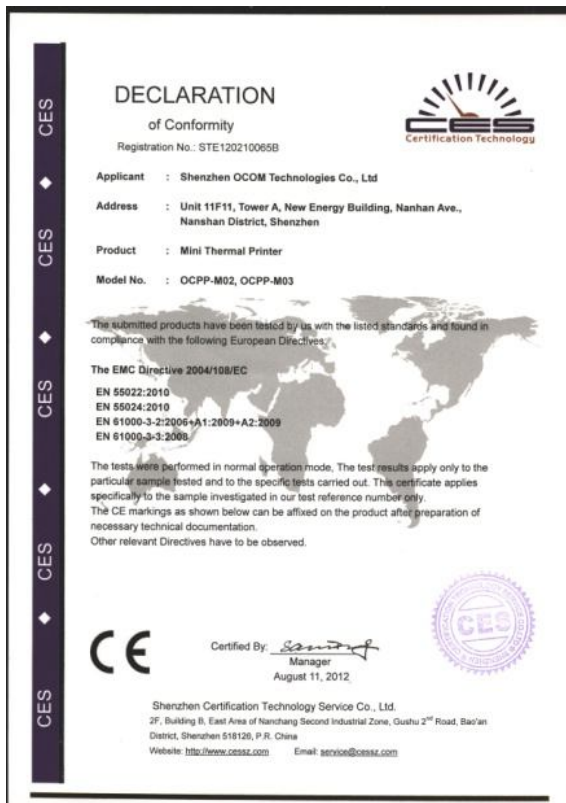 DECLARATION
of Conformity
Registration No.: STE120210065B
CES
Certification Technology
Applicant : Shenzhen OCOM Technologies Co., Ltd
Address : Unit 11F11, Tower A, New Energy Building, Nanhan Ave.,
Nanshan District, Shenzhen
Product : Mini Thermal Printer
Model No. : OCPP-M02, OCPP-M03
The submitted products have been tested by us with the listed standards and found in
compliance with the following European Directives:
The EMC Directive 2004/108/EC
EN 55022:2010
EN 55024:2010
EN 61000-3-2:2006+A1:2009+A2:2009
EN 61000-3-3:2008
The tests were performed in normal operation mode, The test results apply only to the
particular sample tested and to the specific tests carried out. This certificate applies
specifically to the sample investigated in our test reference number only.
The CE markings as shown below can be affixed on the product after preparation of
necessary technical documentation.
Other relevant Directives have to be observed.
CE
Certified By:
Manager
August 11, 2012
CES
Shenzhen Certification Technology Service Co., Ltd.
2F, Building B, East Area of Nanchang Second Industrial Zone, Gushu 2nd Road, Bao'an
District, Shenzhen 518126, P.R. China
Website: http://www.cessz.com Email: service@cessz.com
CES ◆ CES ◆ CES ◆ CES ◆ CES